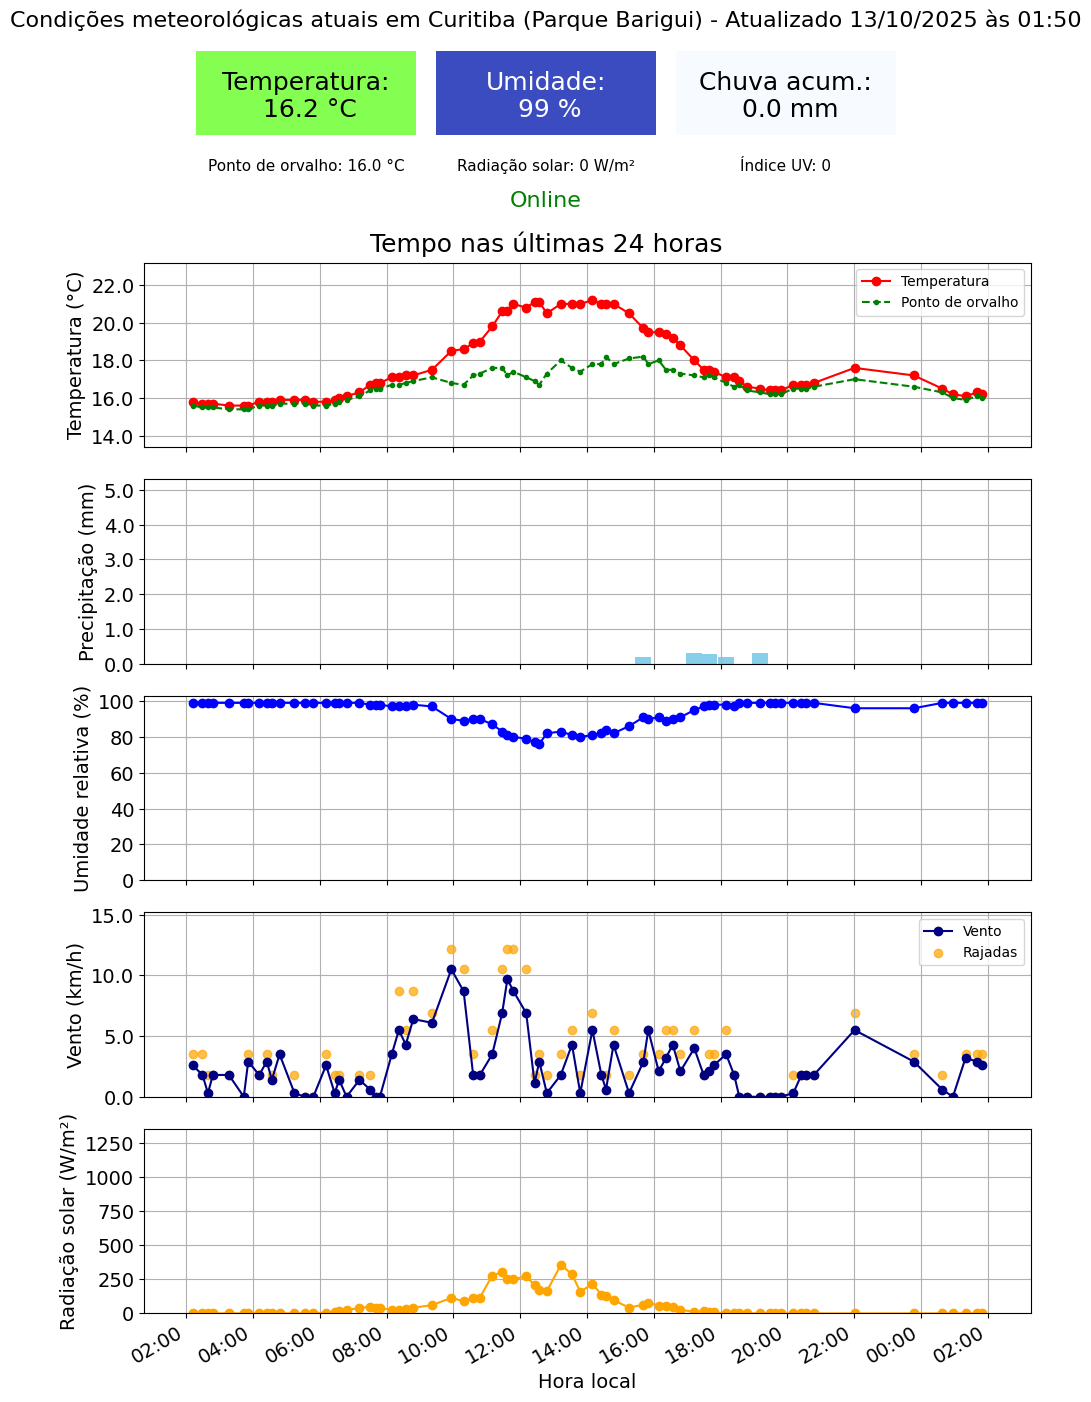 Condições meteorológicas atuais em Curitiba (Parque Barigui) - Atualizado 13/10/2025 às 01:50
Temperatura:
16.2 °C
Umidade:
99 %
Chuva acum.:
0.0 mm
Ponto de orvalho: 16.0 °C
Radiação solar: 0 W/m²
Índice UV: 0
Online
Tempo nas últimas 24 horas
Temperatura (°C)
22.0
20.0
18.0
16.0
14.0
Temperatura
Ponto de orvalho
Precipitação (mm)
5.0
4.0
3.0
2.0
1.0
0.0
Umidade relativa (%)
100
80
60
40
20
0
Vento (km/h)
15.0
10.0
5.0
0.0
Vento
Rajadas
Radiação solar (W/m²)
1250
1000
750
500
250
0
02:00 04:00 06:00 08:00 10:00 12:00 14:00 16:00 18:00 20:00 22:00 00:00 02:00
Hora local